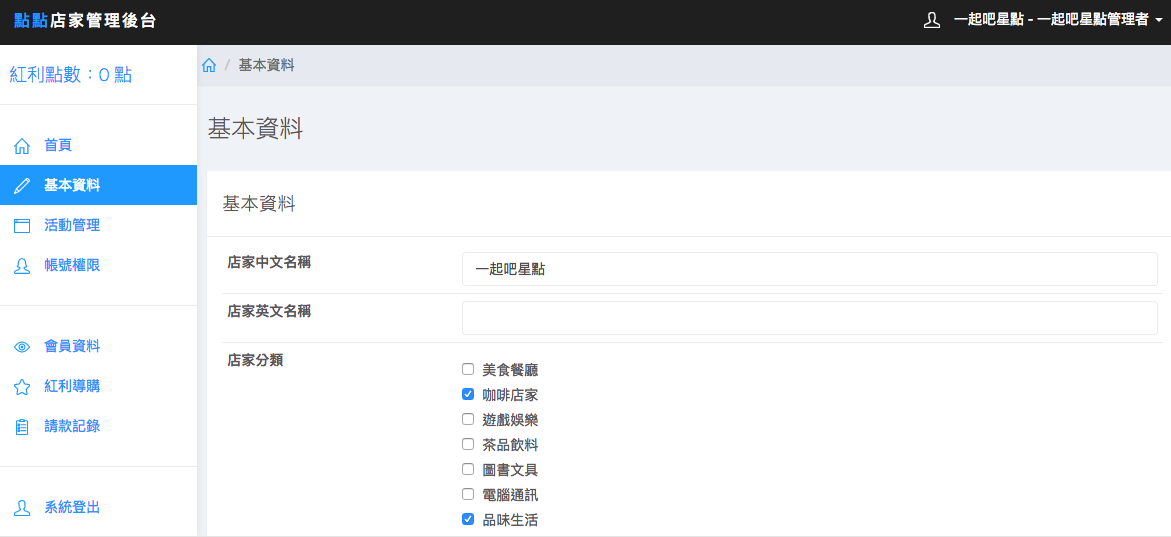 點點店家管理後台
一起吧星點 - 一起吧星點管理者
紅利點數：0 點
首頁
基本資料
活動管理
帳號權限
會員資料
紅利導購
請款記錄
系統登出
/ 基本資料
基本資料
基本資料
店家中文名稱
一起吧星點
店家英文名稱
店家分類
美食餐廳
咖啡店家
遊戲娛樂
茶品飲料
圖書文具
電腦通訊
品味生活